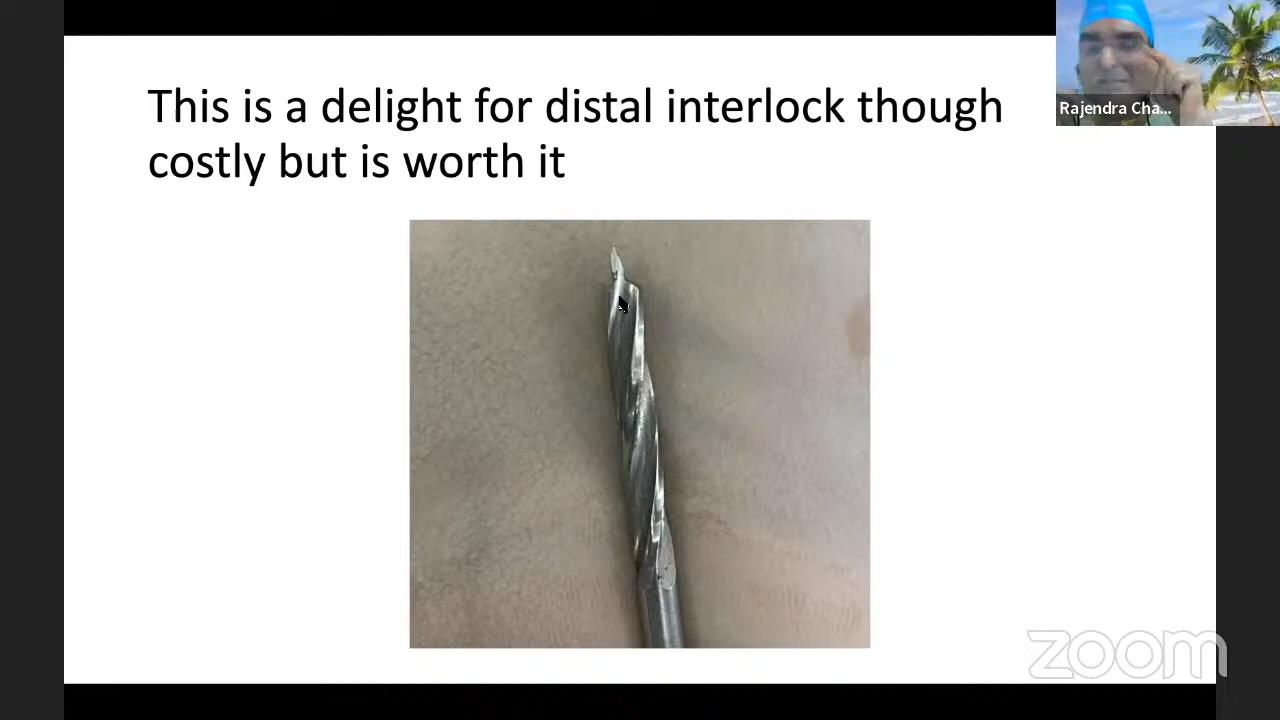 This is a delight for distal interlock though
costly but is worth it
Rajendra Cha...
zoom